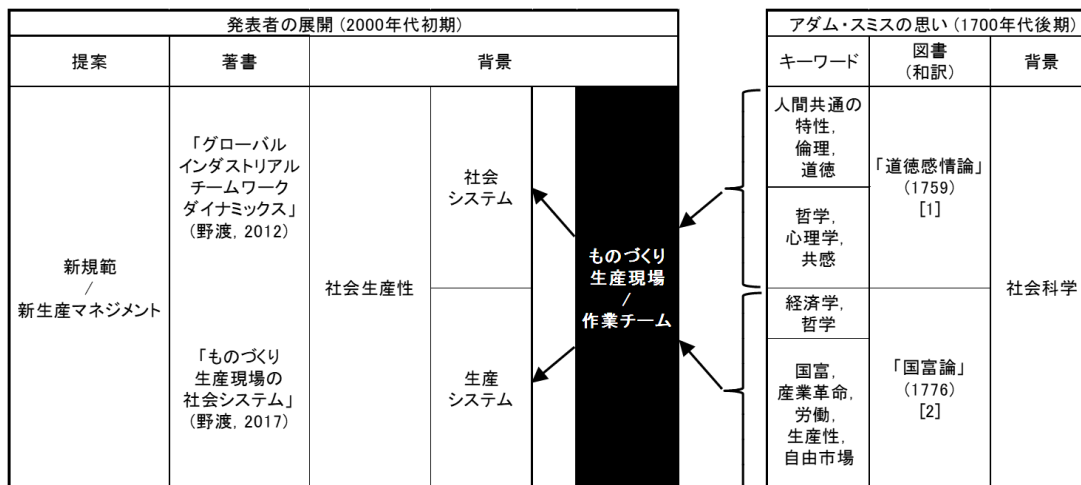 発表者の展開 (2000年代初期)
提案
著書
背景
新規範
/
新生産マネジメント
「グローバル
インダストリアル
チームワーク
ダイナミックス」
(野渡, 2012)
「ものづくり
生産現場の
社会システム」
(野渡, 2017)
社会生産性
社会
システム
生産
システム
ものづくり
生産現場
/
作業チーム
アダム・スミスの思い (1700年代後期)
キーワード
図書
(和訳)
背景
人間共通の
特性,
倫理,
道徳
哲学,
心理学,
共感
「道徳感情論」
(1759)
[1]
経済学,
哲学
国富,
産業革命,
労働,
生産性,
自由市場
「国富論」
(1776)
[2]
社会科学